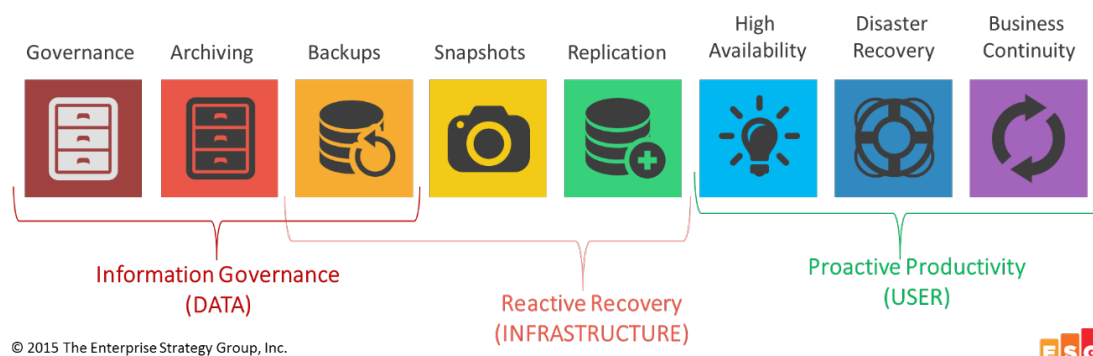 Governance
Archiving
Backups
Snapshots
Replication
High
Availability
Disaster
Recovery
Business
Continuity
Information Governance
(DATA)
Reactive Recovery
(INFRASTRUCTURE)
Proactive Productivity
(USER)
© 2015 The Enterprise Strategy Group, Inc.
ESG